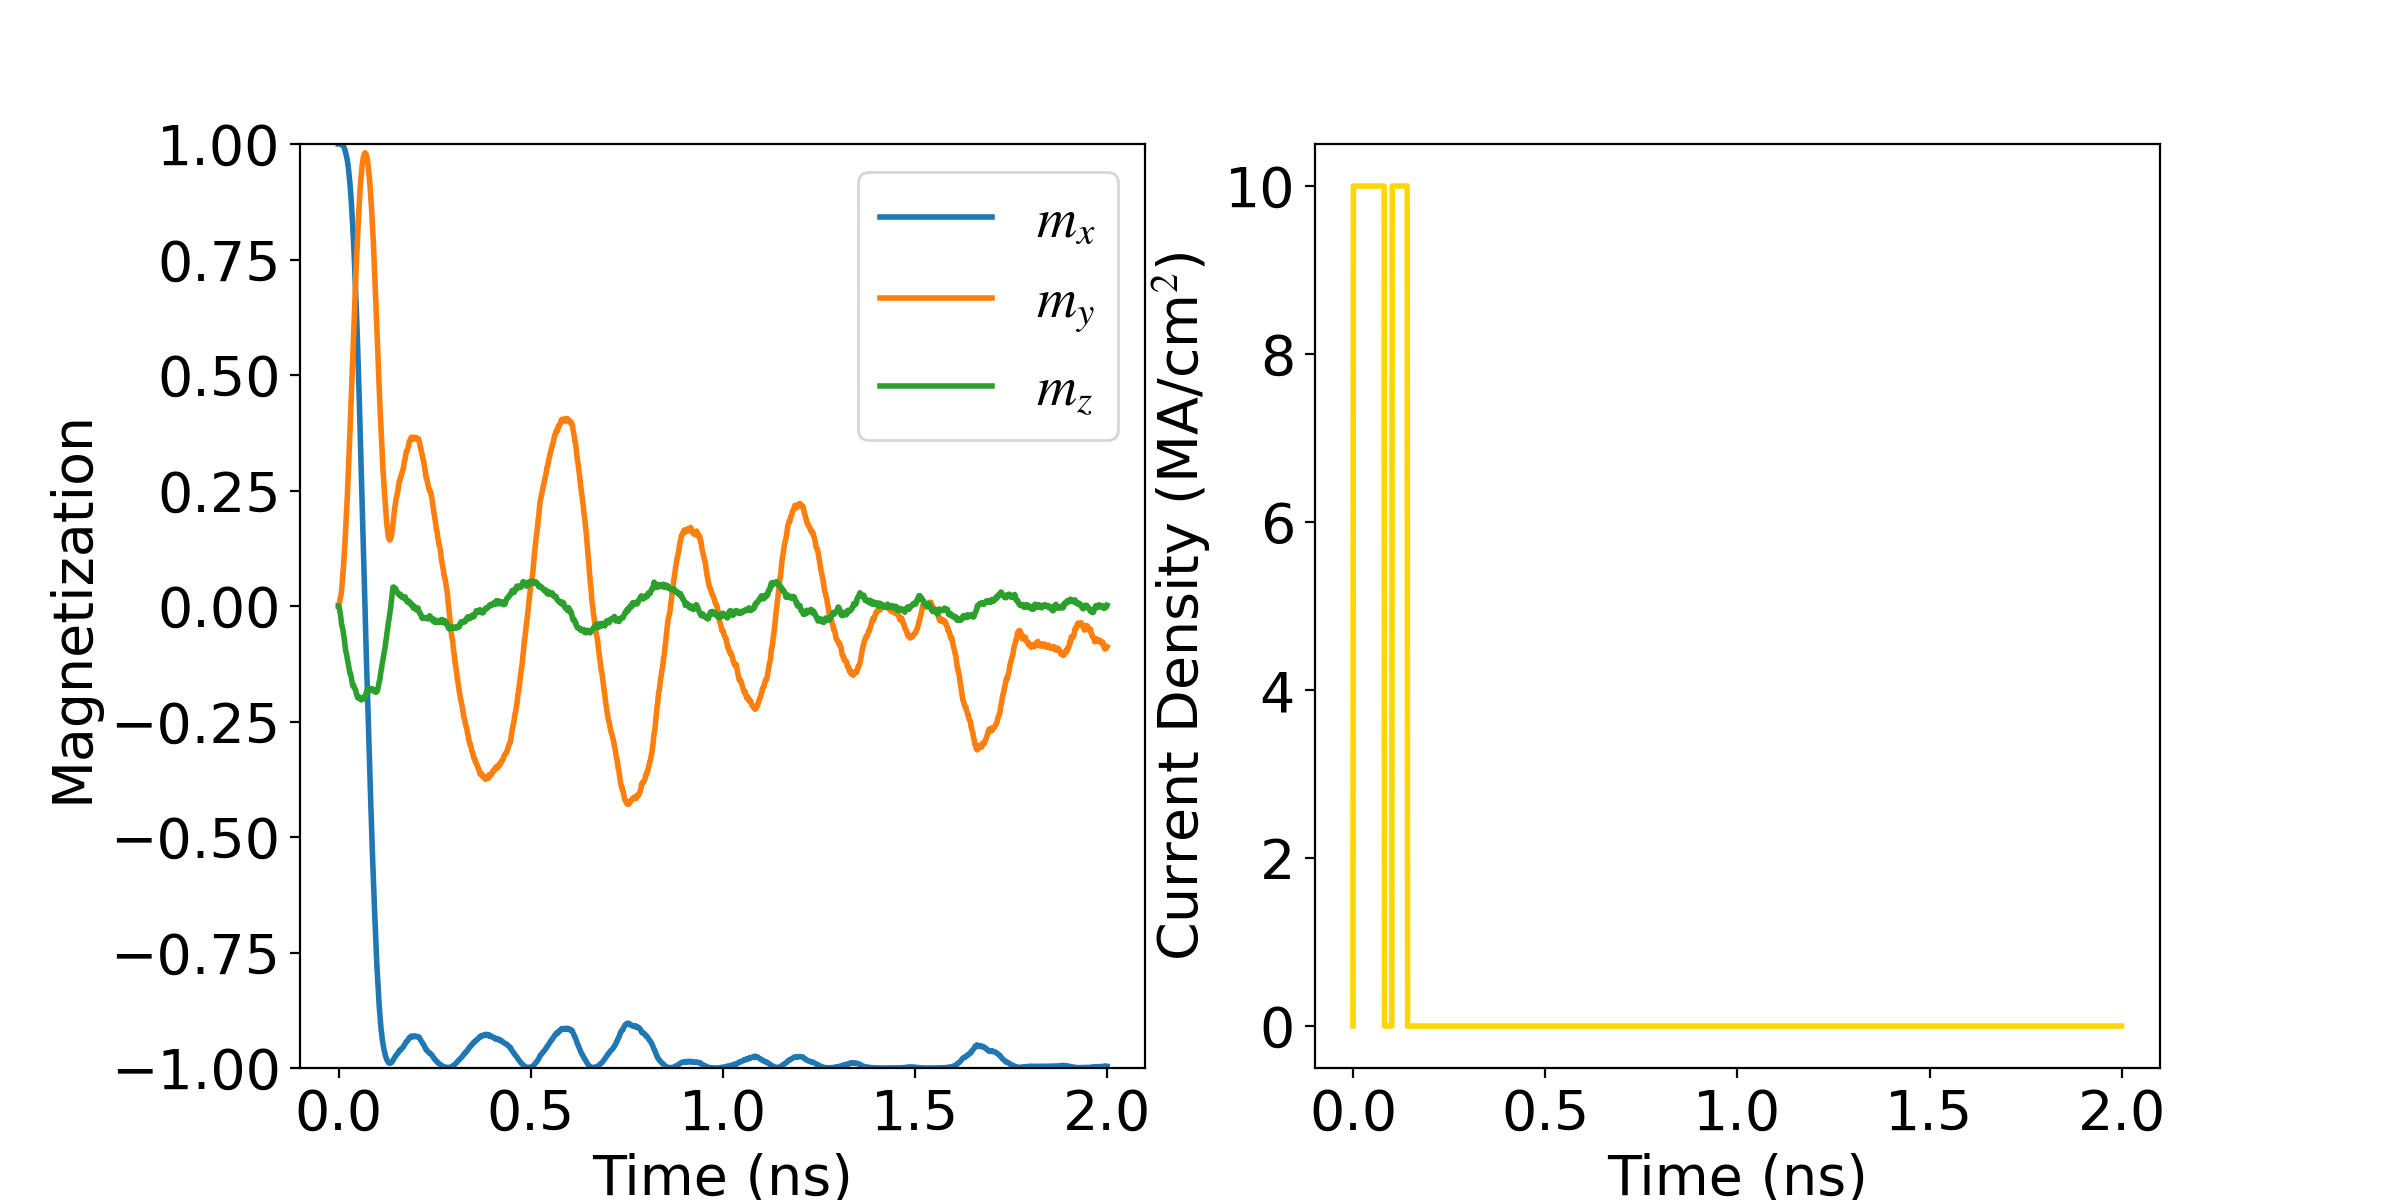 1.00
0.75
0.50
0.25
0.00
−0.25
−0.50
−0.75
−1.00
Magnetization
0.0 0.5 1.0 1.5 2.0
Time (ns)
m_x
m_y
m_z
10
8
6
4
2
0
Current Density (MA/cm²)
0.0 0.5 1.0 1.5 2.0
Time (ns)